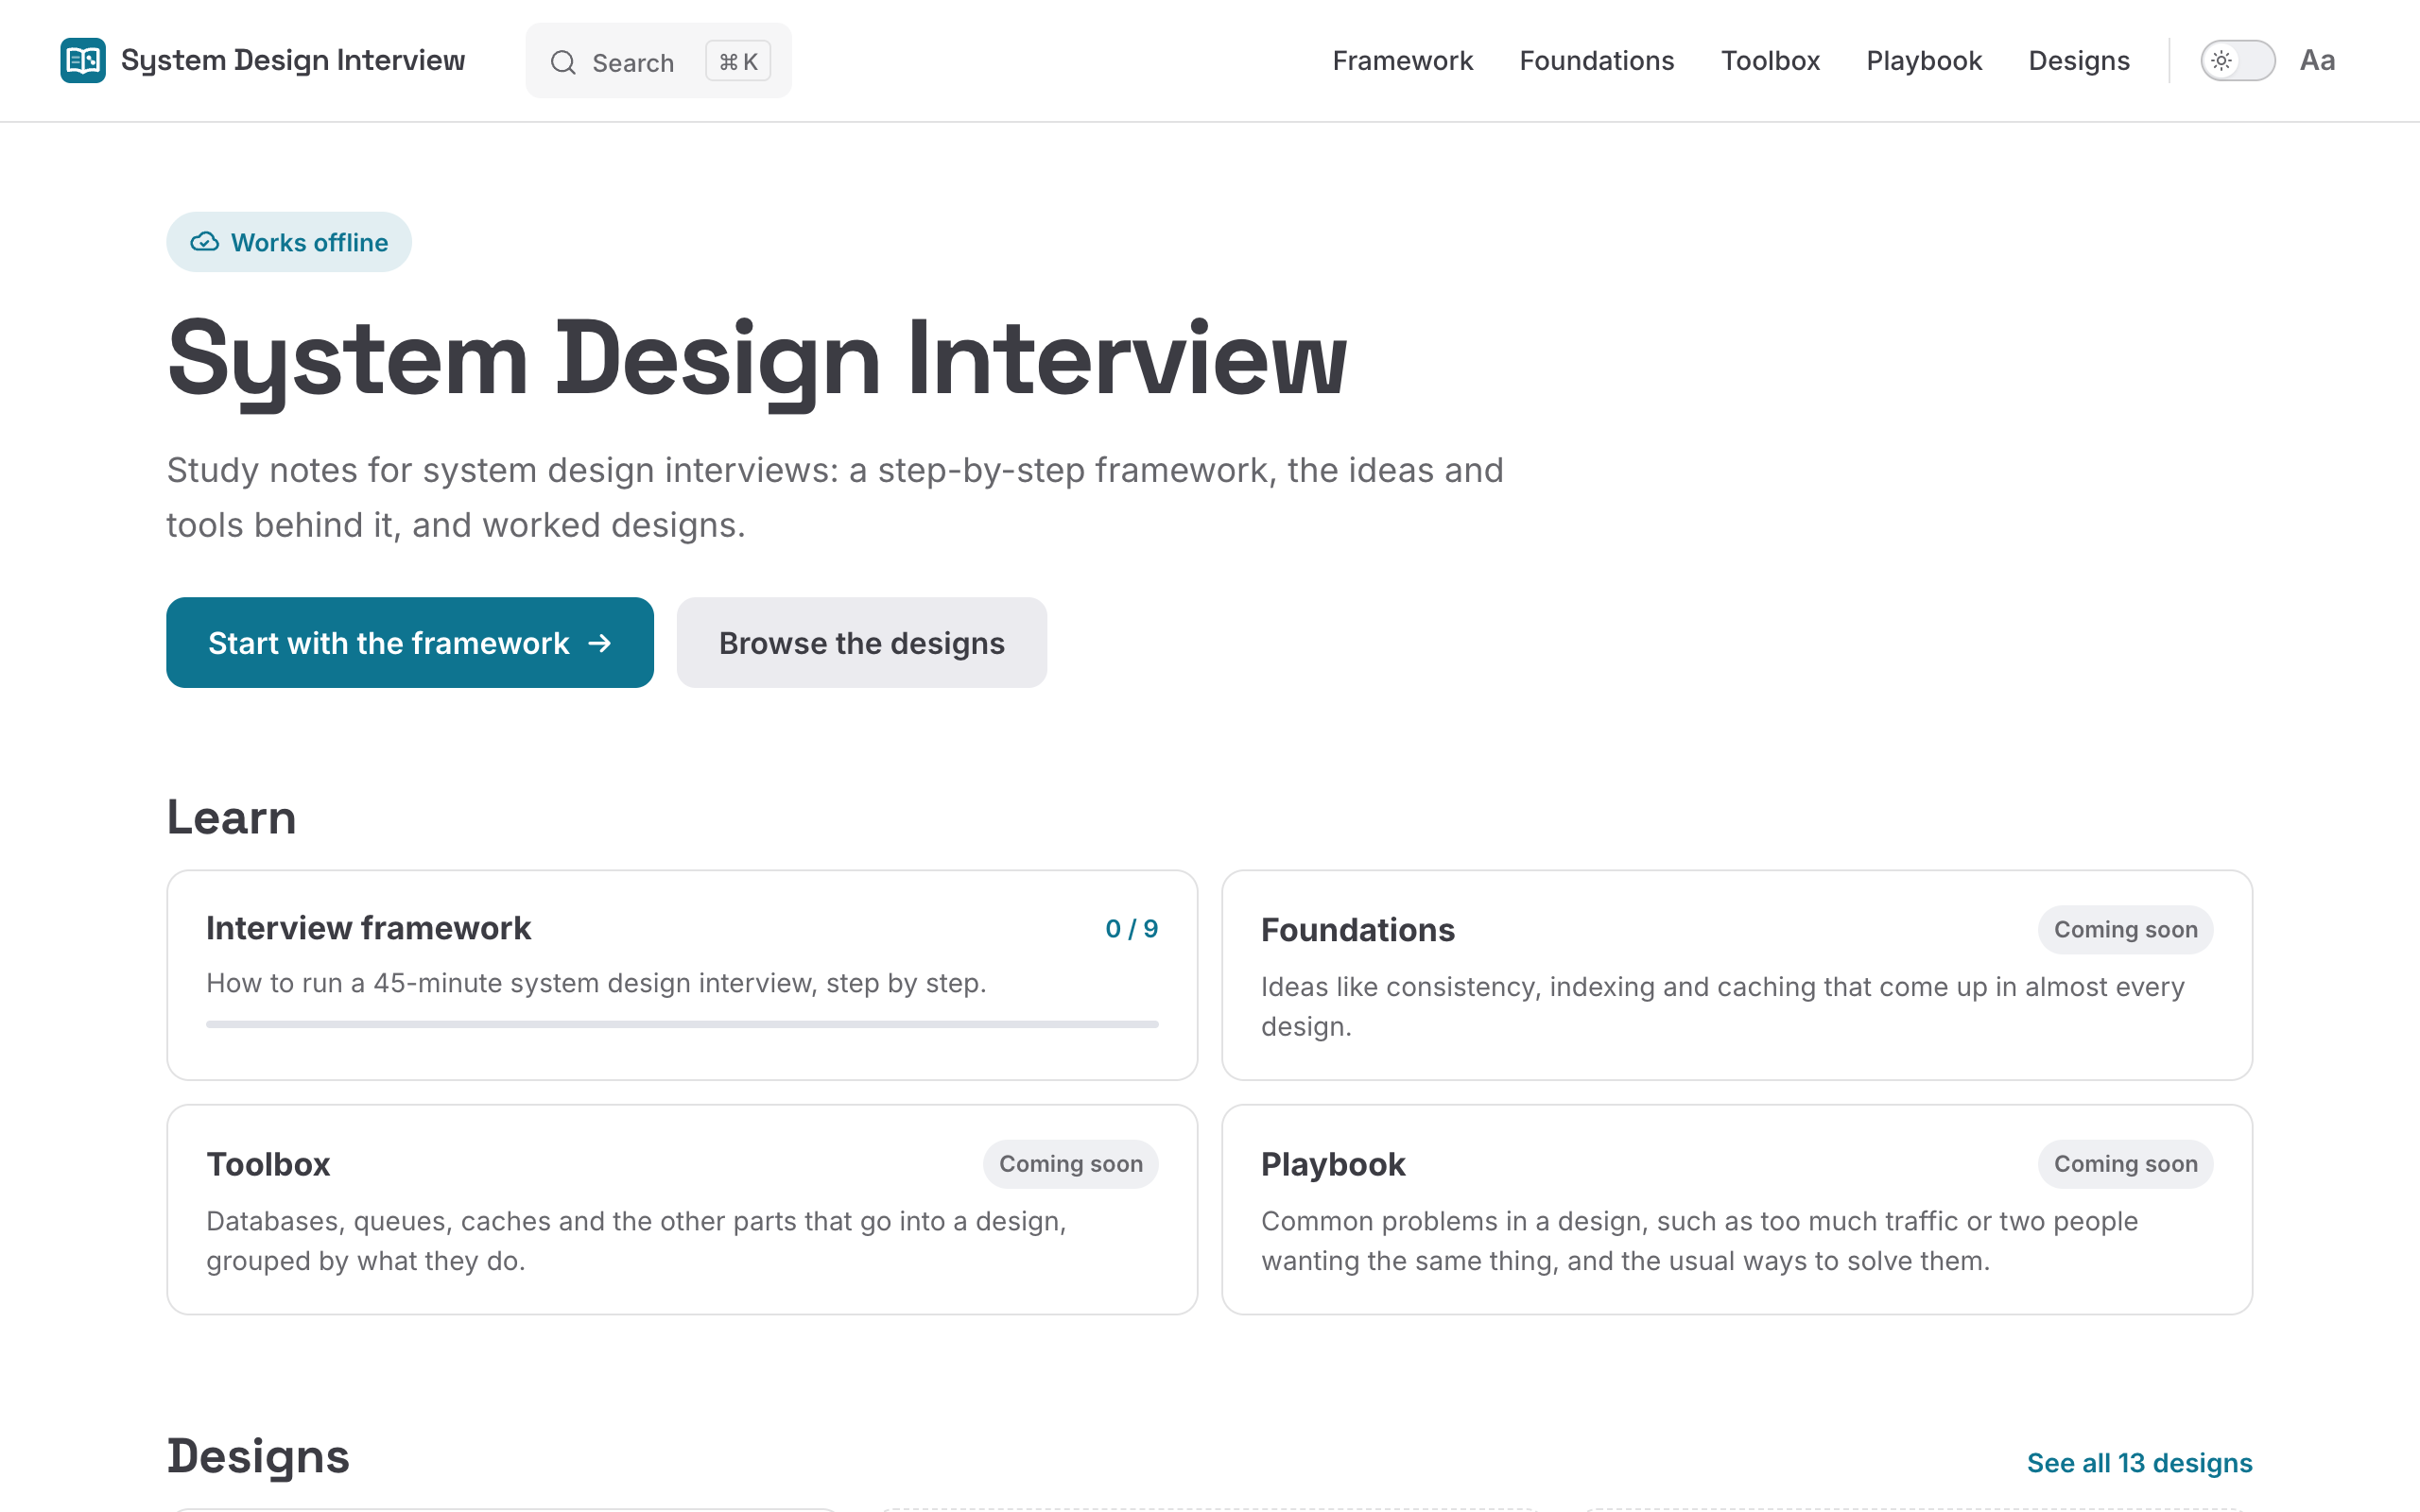 System Design Interview
Search
⌘ K
Framework
Foundations
Toolbox
Playbook
Designs
Aa
Works offline
System Design Interview
Study notes for system design interviews: a step-by-step framework, the ideas and
tools behind it, and worked designs.
Start with the framework →
Browse the designs
Learn
Interview framework
0 / 9
How to run a 45-minute system design interview, step by step.
Foundations
Coming soon
Ideas like consistency, indexing and caching that come up in almost every
design.
Toolbox
Coming soon
Databases, queues, caches and the other parts that go into a design,
grouped by what they do.
Playbook
Coming soon
Common problems in a design, such as too much traffic or two people
wanting the same thing, and the usual ways to solve them.
Designs
See all 13 designs